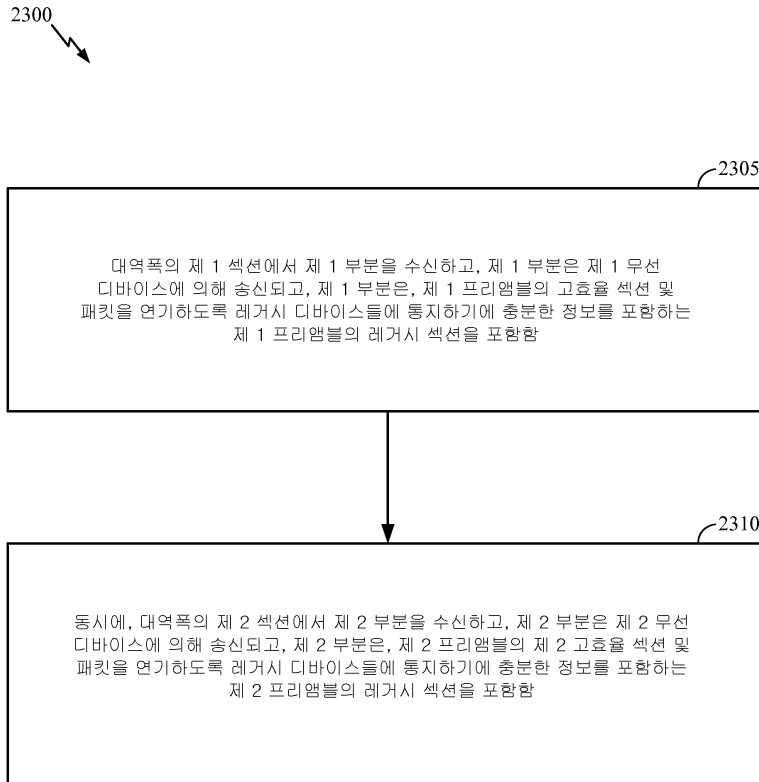 2300
2305
대역폭의 제 1 섹션에서 제 1 부분을 수신하고, 제 1 부분은 제 1 무선
디바이스에 의해 송신되고, 제 1 부분은, 제 1 프리앰블의 고효율 섹션 및
패킷을 연기하도록 레거시 디바이스들에 통지하기에 충분한 정보를 포함하는
제 1 프리앰블의 레거시 섹션을 포함함
2310
동시에, 대역폭의 제 2 섹션에서 제 2 부분을 수신하고, 제 2 부분은 제 2 무선
디바이스에 의해 송신되고, 제 2 부분은, 제 2 프리앰블의 제 2 고효율 섹션 및
패킷을 연기하도록 레거시 디바이스들에 통지하기에 충분한 정보를 포함하는
제 2 프리앰블의 레거시 섹션을 포함함